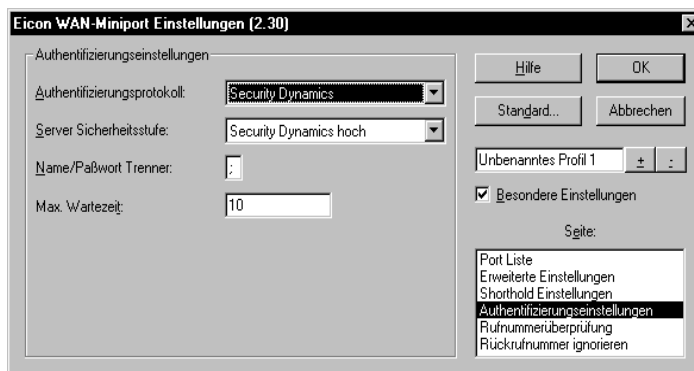 Eicon WAN-Miniport Einstellungen (2.30)
Authentifizierungseinstellungen
Authentifizierungsprotokoll:
Security Dynamics
Server Sicherheitsstufe:
Security Dynamics hoch
Name/Paßwort Trenner:
;
Max. Wartezeit:
10
Hilfe
OK
Standard...
Abbrechen
Unbenanntes Profil 1
+
-
Besondere Einstellungen
Seite:
Port Liste
Erweiterte Einstellungen
Shorthold Einstellungen
Authentifizierungseinstellungen
Rufnummerüberprüfung
Rückrufnummer ignorieren